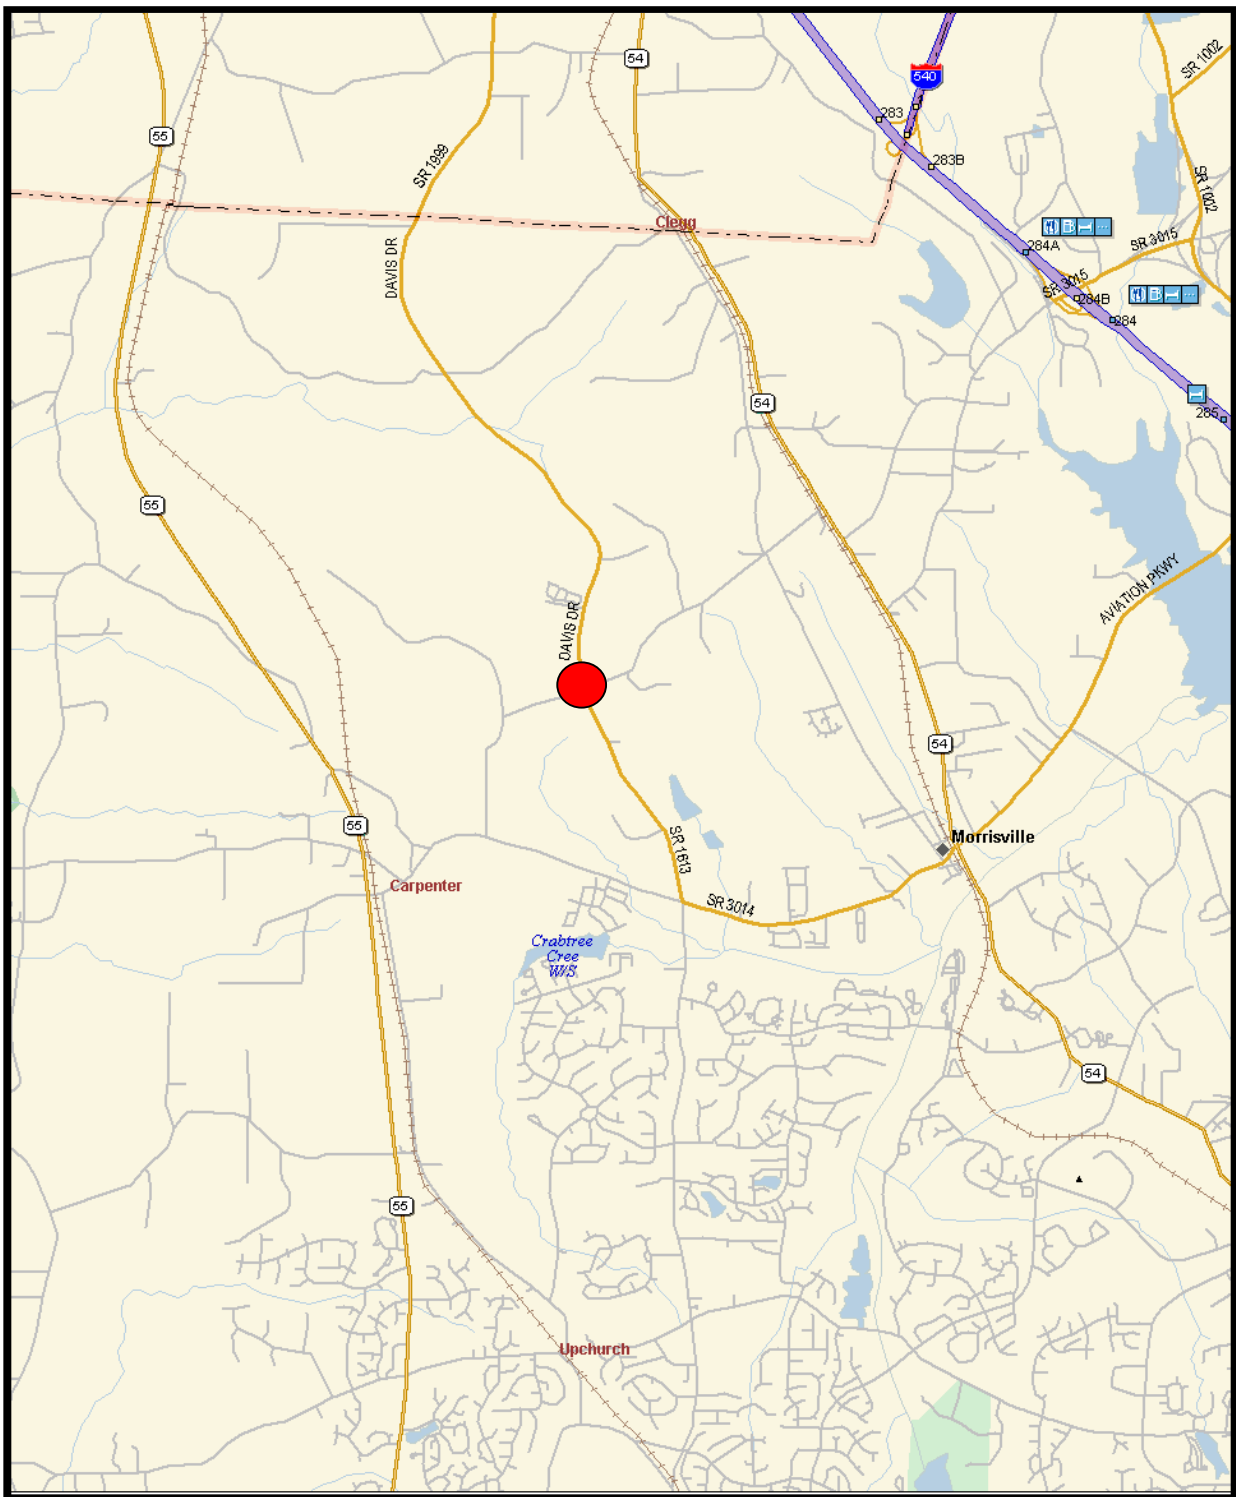 54
SR 1002
540
283
55
283B
SR 1999
SR 1002
Clegg
284A
SR 3015
DAVIS DR
SR 3015
284B
284
54
285
55
AVIATION PKWY
DAVIS DR
54
55
Morrisville
SR 1613
Carpenter
SR 3014
Crabtree
Cree
W/S
54
55
Upchurch